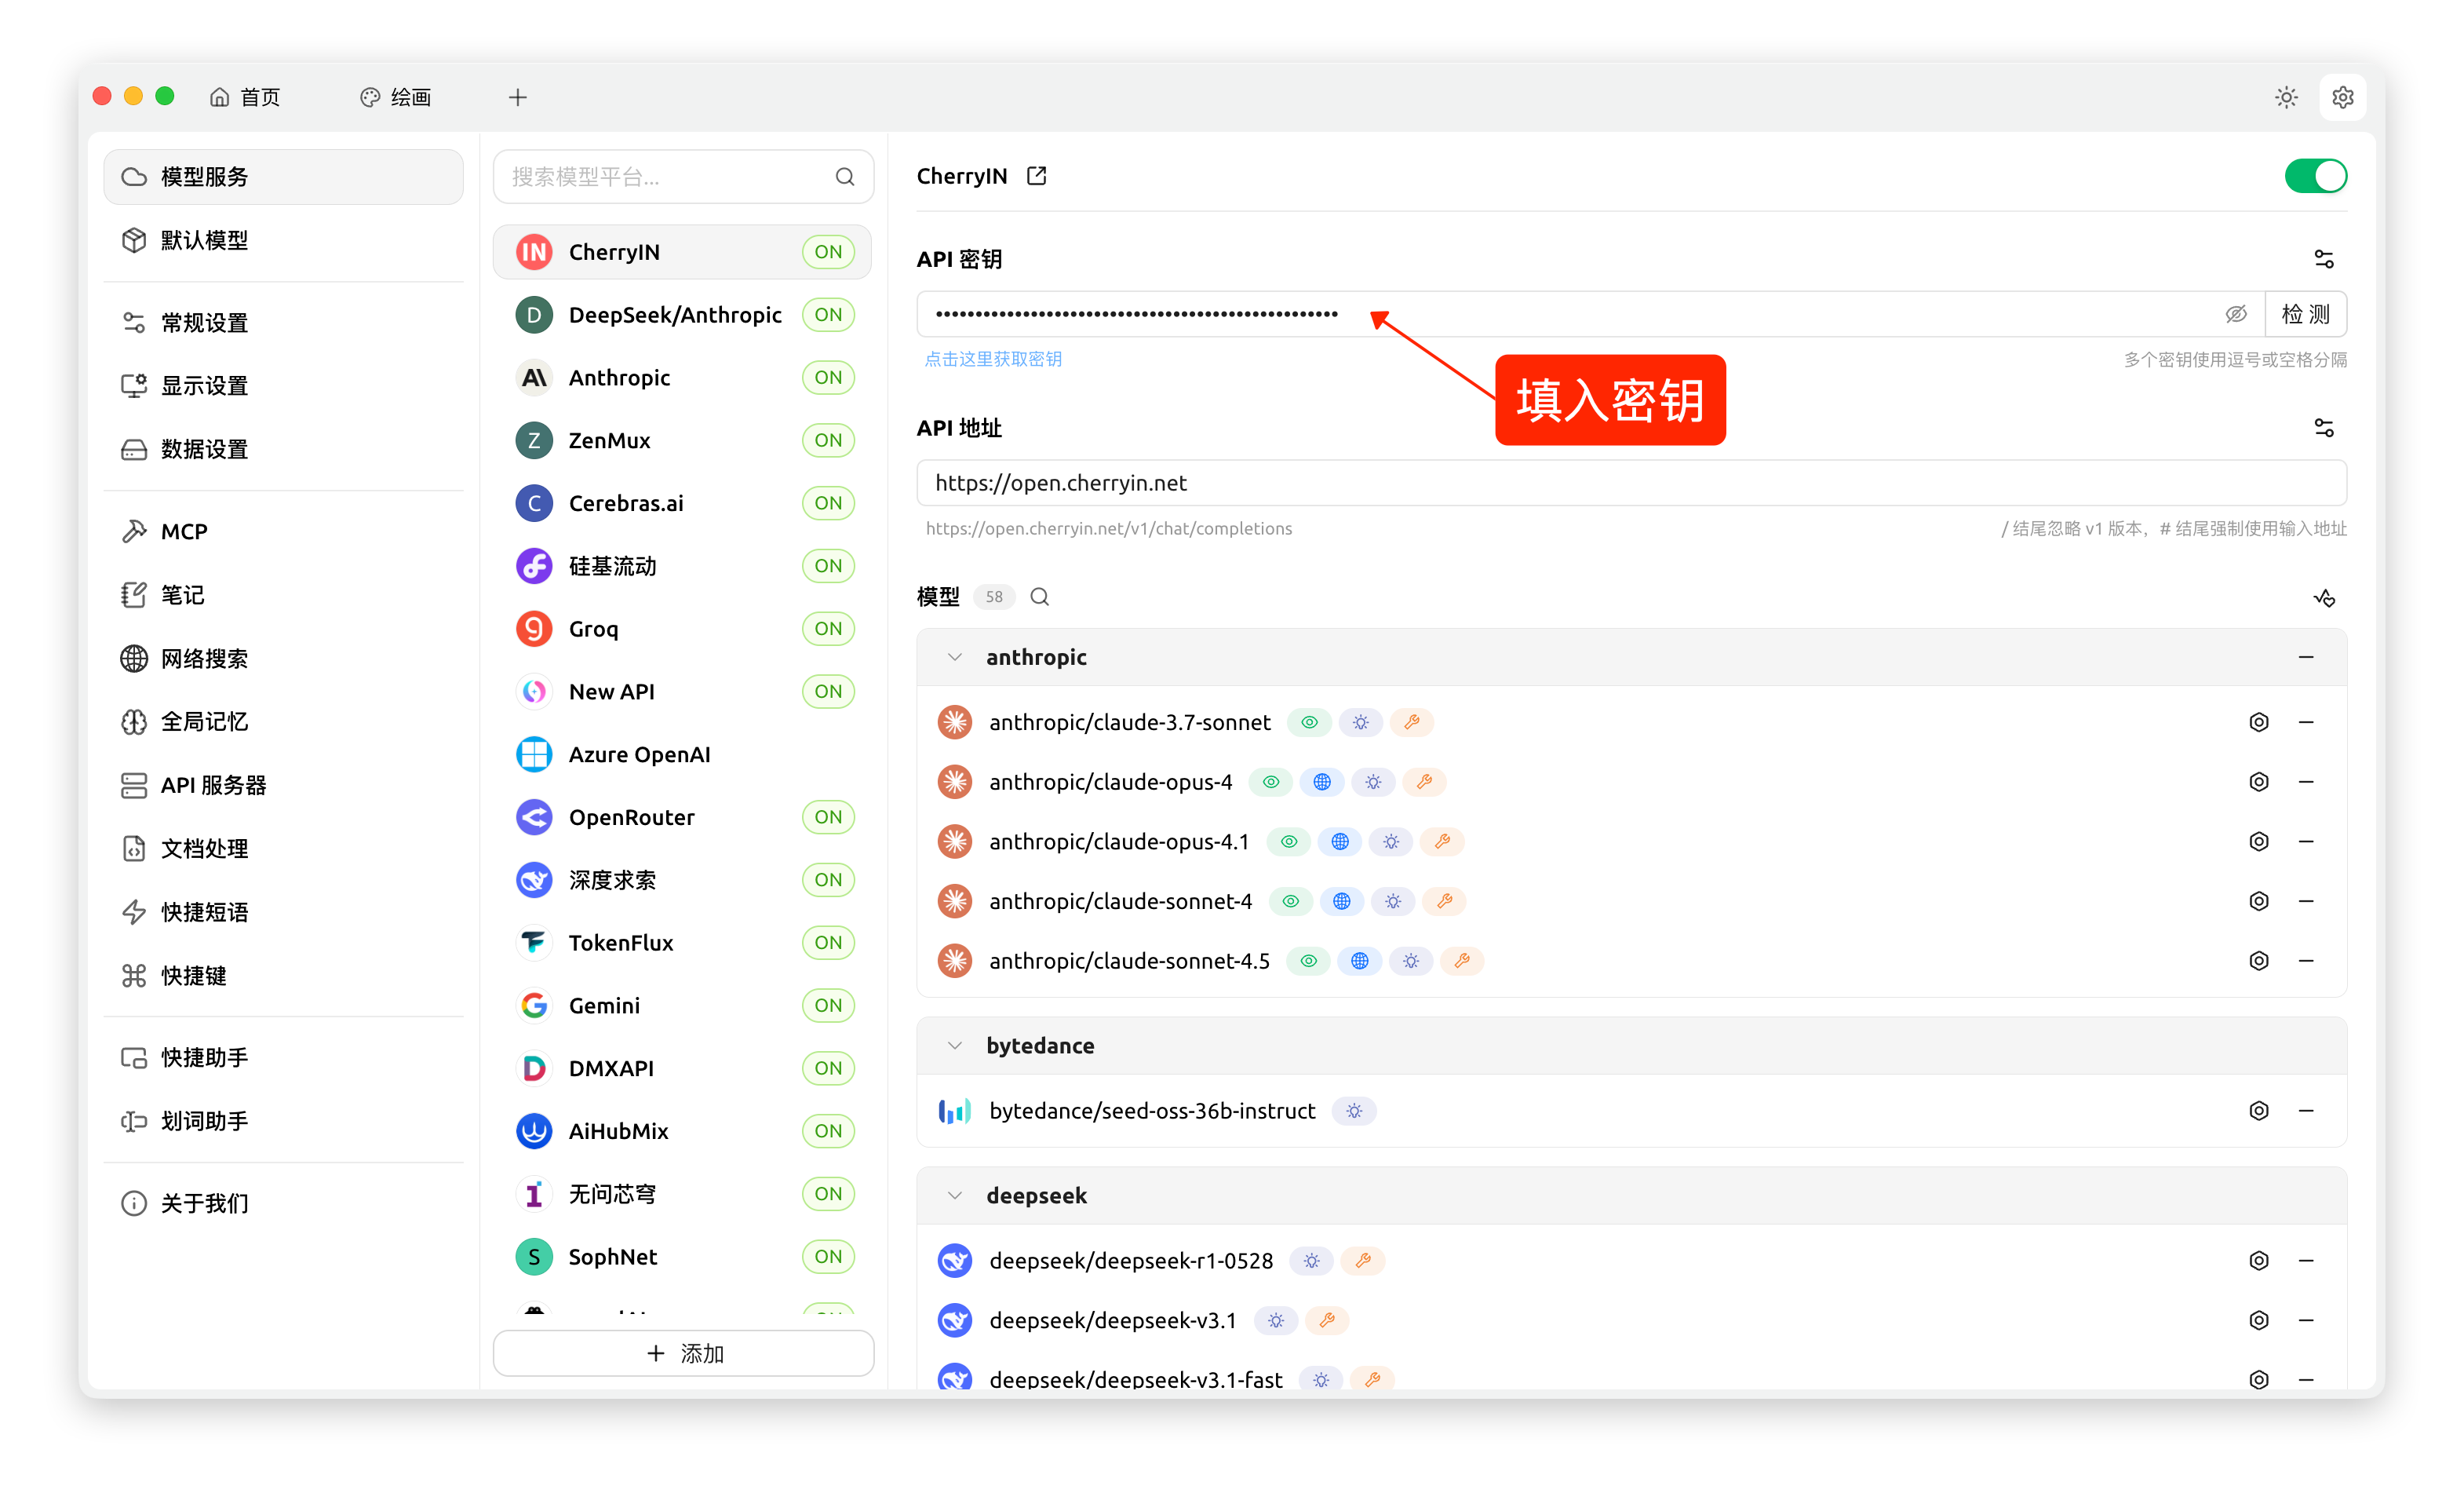 首页
绘画
模型服务
默认模型
常规设置
显示设置
数据设置
MCP
笔记
网络搜索
全局记忆
API 服务器
文档处理
快捷短语
快捷键
快捷助手
划词助手
关于我们
搜索模型平台...
IN CherryIN ON
D DeepSeek/Anthropic ON
Anthropic ON
Z ZenMux ON
C Cerebras.ai ON
硅基流动 ON
Groq ON
New API ON
Azure OpenAI
OpenRouter ON
深度求索 ON
TokenFlux ON
Gemini ON
DMXAPI ON
AiHubMix ON
无问芯穹 ON
S SophNet ON
添加
CherryIN
API 密钥
••••••••••••••••••••••••••••••••••••••••••••••••••• 检 测
点击这里获取密钥 多个密钥使用逗号或空格分隔
填入密钥
API 地址
https://open.cherryin.net
https://open.cherryin.net/v1/chat/completions / 结尾忽略 v1 版本，# 结尾强制使用输入地址
模型 58
anthropic
anthropic/claude-3.7-sonnet
anthropic/claude-opus-4
anthropic/claude-opus-4.1
anthropic/claude-sonnet-4
anthropic/claude-sonnet-4.5
bytedance
bytedance/seed-oss-36b-instruct
deepseek
deepseek/deepseek-r1-0528
deepseek/deepseek-v3.1
deepseek/deepseek-v3.1-fast